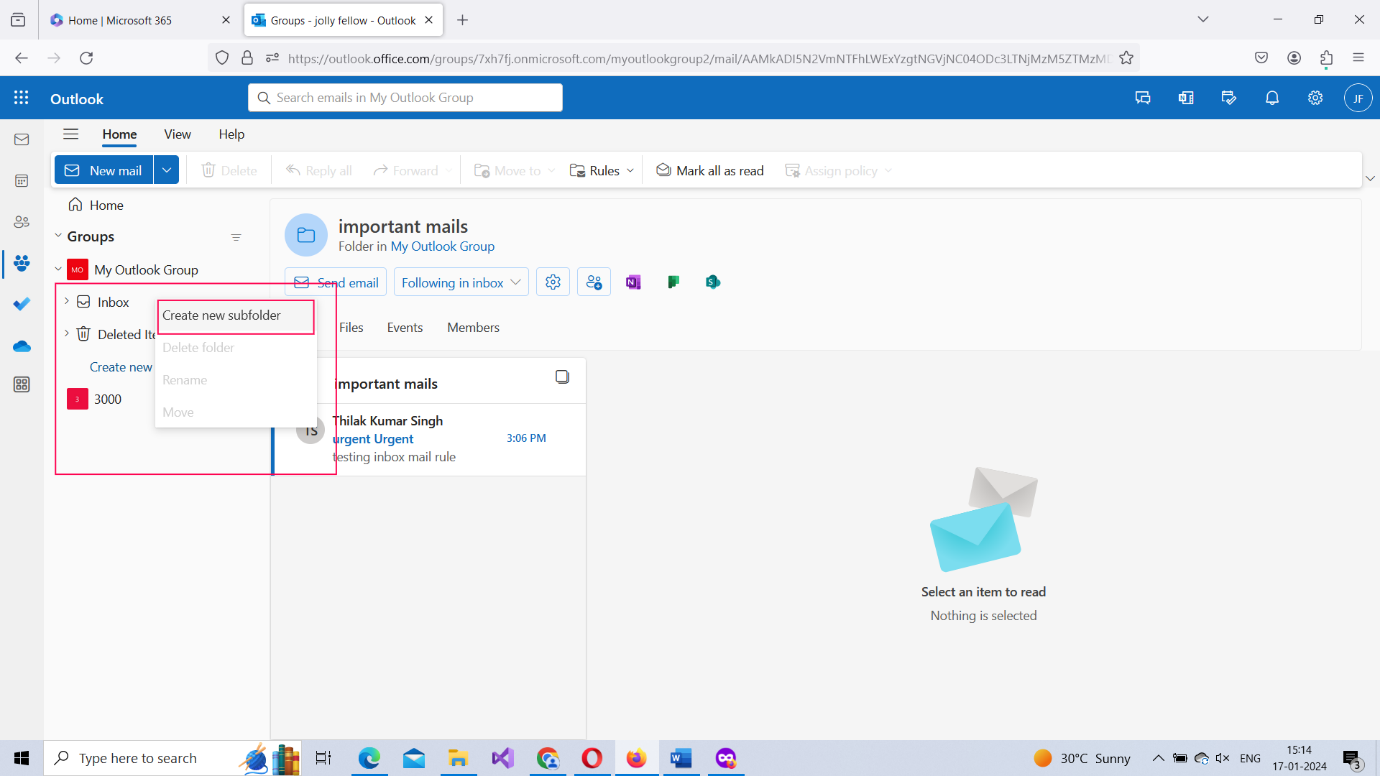 Home | Microsoft 365
Groups - jolly fellow - Outlook
https://outlook.office.com/groups/7xh7fj.onmicrosoft.com/myoutlookgroup2/mail/
Outlook
Search emails in My Outlook Group
JF
Home View Help
New mail Delete Reply all Forward Move to Rules Mark all as read Assign policy
Home
Groups
MO My Outlook Group
Inbox
Deleted Ite
Create new
3 3000
Create new subfolder
Delete folder
Rename
Move
important mails
Folder in My Outlook Group
Send email Following in inbox
N S
Files Events Members
important mails
TS Thilak Kumar Singh
urgent Urgent 3:06 PM
testing inbox mail rule
Select an item to read
Nothing is selected
Type here to search
30°C Sunny
ENG
15:14
17-01-2024
3